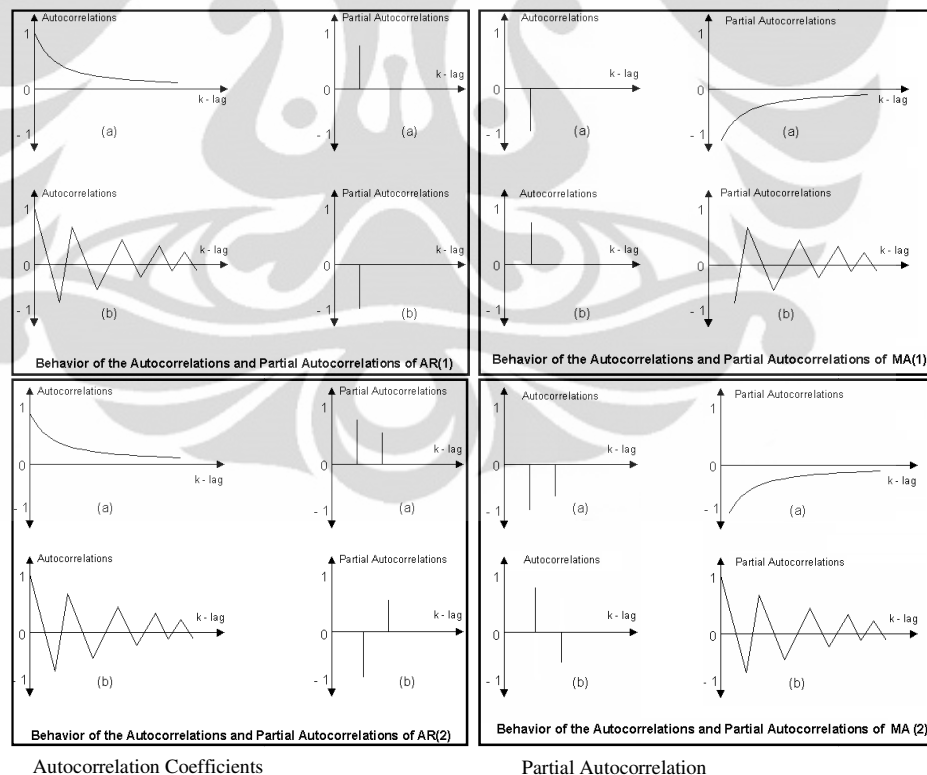 Autocorrelations
1
0
- 1
k - lag
(a)
Partial Autocorrelations
1
0
- 1
k - lag
(a)
Autocorrelations
1
0
- 1
k - lag
(b)
Partial Autocorrelations
1
0
- 1
k - lag
(b)
Behavior of the Autocorrelations and Partial Autocorrelations of AR(1)
Autocorrelations
1
0
- 1
k - lag
(a)
Partial Autocorrelations
1
0
- 1
k - lag
(a)
Autocorrelations
1
0
- 1
k - lag
(b)
Partial Autocorrelations
1
0
- 1
k - lag
(b)
Behavior of the Autocorrelations and Partial Autocorrelations of MA(1)
Autocorrelations
1
0
- 1
k - lag
(a)
Partial Autocorrelations
1
0
- 1
k - lag
(a)
Autocorrelations
1
0
- 1
k - lag
(b)
Partial Autocorrelations
1
0
- 1
k - lag
(b)
Behavior of the Autocorrelations and Partial Autocorrelations of AR(2)
Autocorrelations
1
0
- 1
k - lag
(a)
Partial Autocorrelations
1
0
- 1
k - lag
(a)
Autocorrelations
1
0
- 1
k - lag
(b)
Partial Autocorrelations
1
0
- 1
k - lag
(b)
Behavior of the Autocorrelations and Partial Autocorrelations of MA (2)
Autocorrelation Coefficients
Partial Autocorrelation